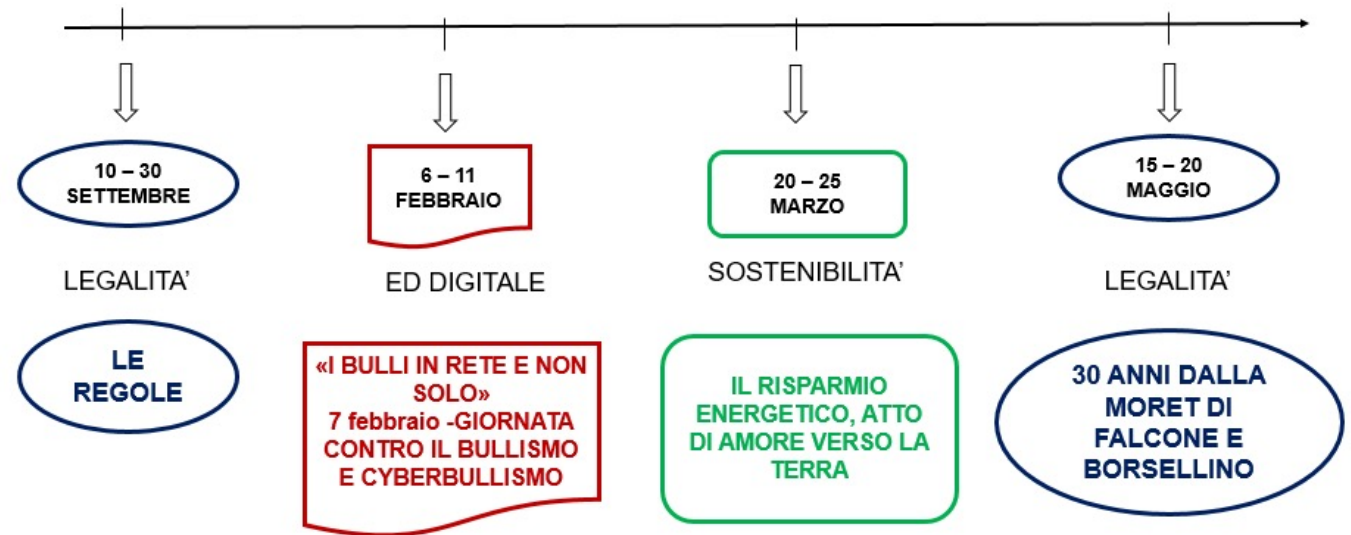 10 – 30
SETTEMBRE
6 – 11
FEBBRAIO
20 – 25
MARZO
15 – 20
MAGGIO
LEGALITA'
ED DIGITALE
SOSTENIBILITA'
LEGALITA'
LE
REGOLE
«I BULLI IN RETE E NON
SOLO»
7 febbraio -GIORNATA
CONTRO IL BULLISMO
E CYBERBULLISMO
IL RISPARMIO
ENERGETICO, ATTO
DI AMORE VERSO LA
TERRA
30 ANNI DALLA
MORET DI
FALCONE E
BORSELLINO